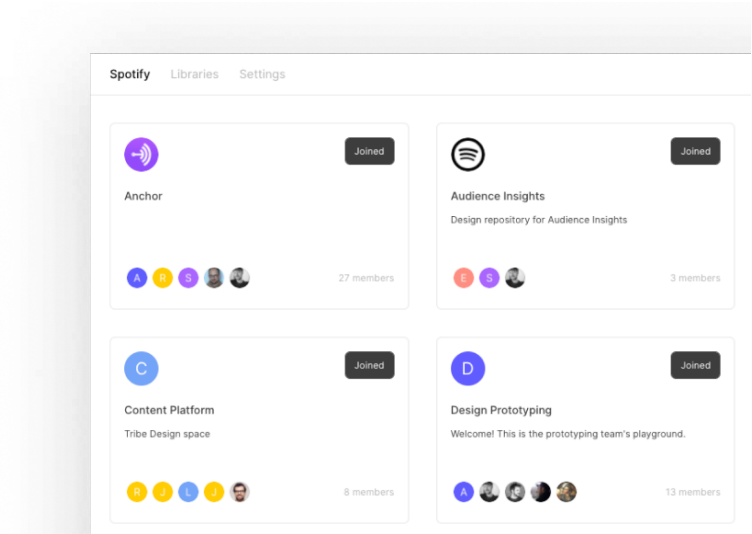 Spotify Libraries Settings
Joined
Anchor
A R S
27 members
Joined
Audience Insights
Design repository for Audience Insights
E S
3 members
C
Joined
Content Platform
Tribe Design space
R J L J
8 members
D
Joined
Design Prototyping
Welcome! This is the prototyping team's playground.
A
13 members